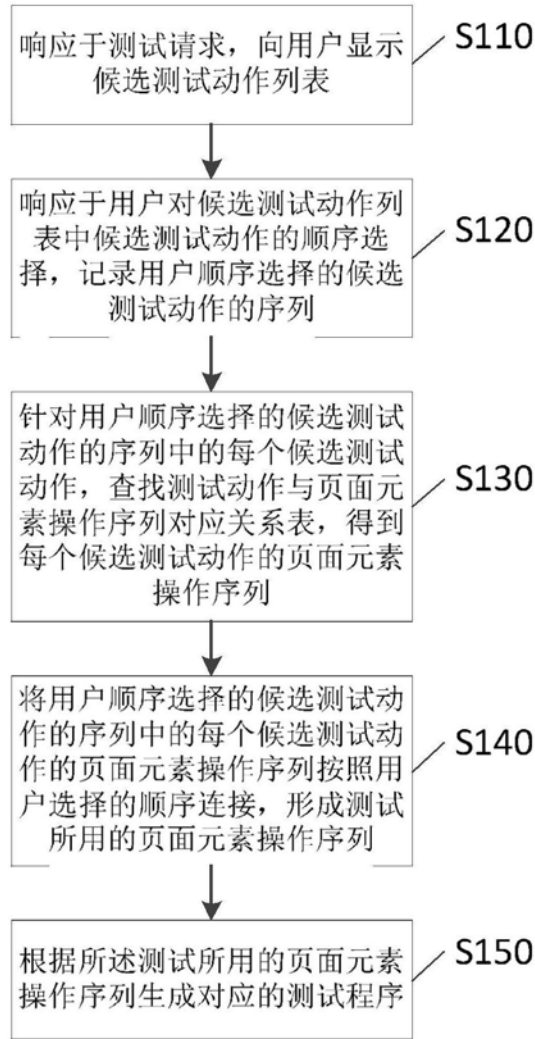 响应于测试请求，向用户显示
候选测试动作列表
S110
响应于用户对候选测试动作列
表中候选测试动作的顺序选
择，记录用户顺序选择的候选
测试动作的序列
S120
针对用户顺序选择的候选测试
动作的序列中的每个候选测试
动作，查找测试动作与页面元
素操作序列对应关系表，得到
每个候选测试动作的页面元素
操作序列
S130
将用户顺序选择的候选测试动
作的序列中的每个候选测试动
作的页面元素操作序列按照用
户选择的顺序连接，形成测试
所用的页面元素操作序列
S140
根据所述测试所用的页面元素
操作序列生成对应的测试程序
S150